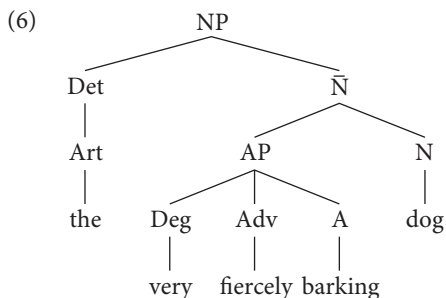 (6) NP
Det N̄
Art AP N
the Deg Adv A dog
very fiercely barking